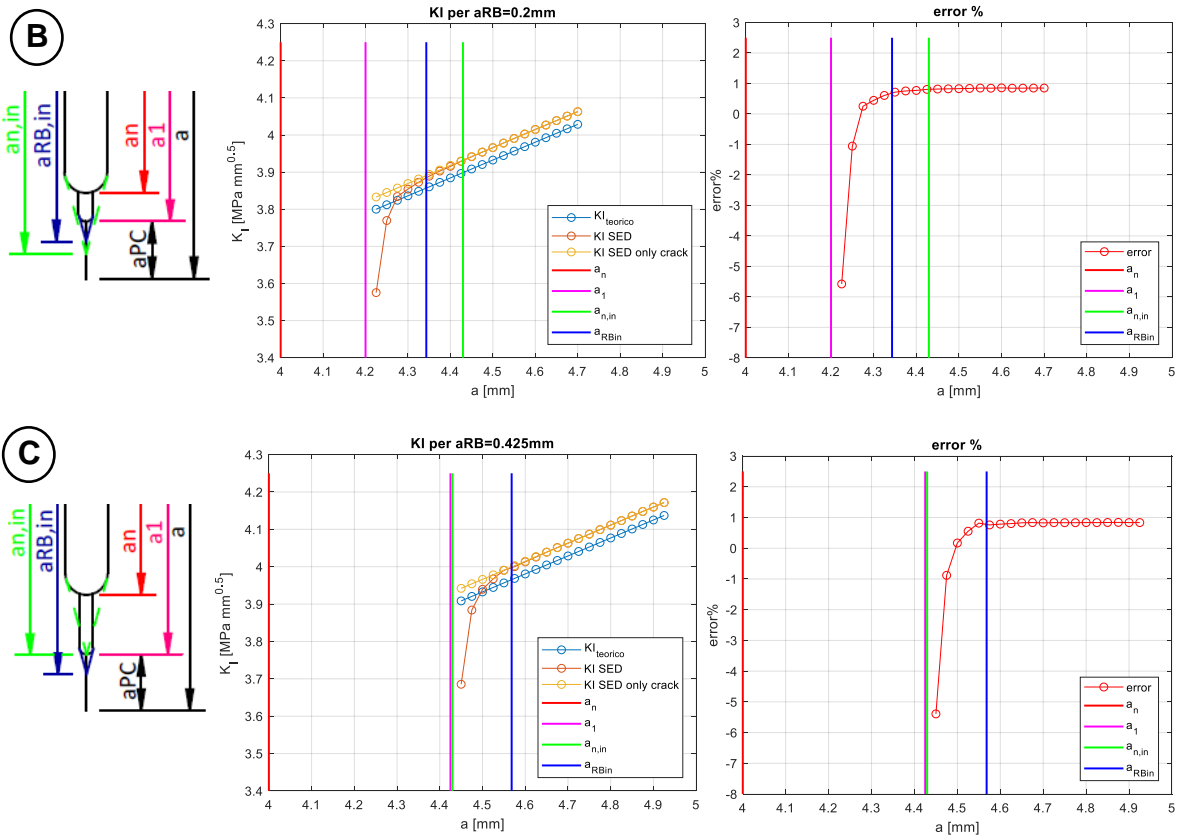 B
an,in
aRB,in
an
a1
a
aPC
KI per aRB=0.2mm
K_I [MPa mm^0.5]
4.3
4.2
4.1
4
3.9
3.8
3.7
3.6
3.5
3.4
4 4.1 4.2 4.3 4.4 4.5 4.6 4.7 4.8 4.9 5
a [mm]
KI_teorico
KI SED
KI SED only crack
a_n
a_1
a_n,in
a_RBin
error %
error%
3
2
1
0
-1
-2
-3
-4
-5
-6
-7
-8
4 4.1 4.2 4.3 4.4 4.5 4.6 4.7 4.8 4.9 5
a [mm]
error
a_n
a_1
a_n,in
a_RBin
C
an,in
aRB,in
an
a1
a
aPC
KI per aRB=0.425mm
K_I [MPa mm^0.5]
4.3
4.2
4.1
4
3.9
3.8
3.7
3.6
3.5
3.4
4 4.1 4.2 4.3 4.4 4.5 4.6 4.7 4.8 4.9 5
a [mm]
KI_teorico
KI SED
KI SED only crack
a_n
a_1
a_n,in
a_RBin
error %
error%
3
2
1
0
-1
-2
-3
-4
-5
-6
-7
-8
4 4.1 4.2 4.3 4.4 4.5 4.6 4.7 4.8 4.9 5
a [mm]
error
a_n
a_1
a_n,in
a_RBin